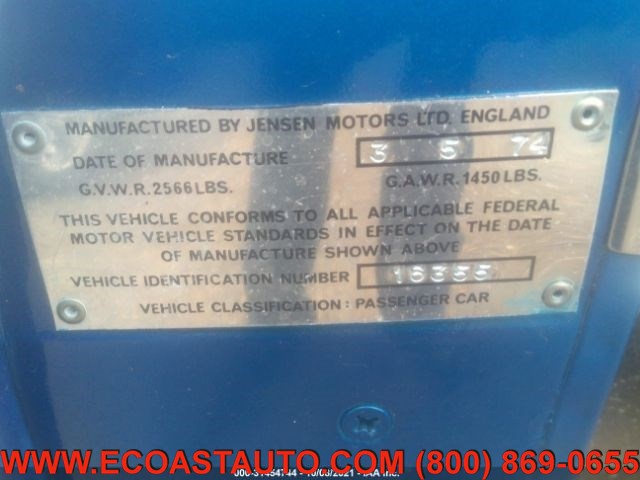 MANUFACTURED BY JENSEN MOTORS LTD. ENGLAND
DATE OF MANUFACTURE 3 5 74
G.V.W.R. 2566 LBS. G.A.W.R. 1450 LBS.
THIS VEHICLE CONFORMS TO ALL APPLICABLE FEDERAL
MOTOR VEHICLE STANDARDS IN EFFECT ON THE DATE
OF MANUFACTURE SHOWN ABOVE
VEHICLE IDENTIFICATION NUMBER 16355
VEHICLE CLASSIFICATION: PASSENGER CAR
WWW.ECOASTAUTO.COM (800) 869-0655